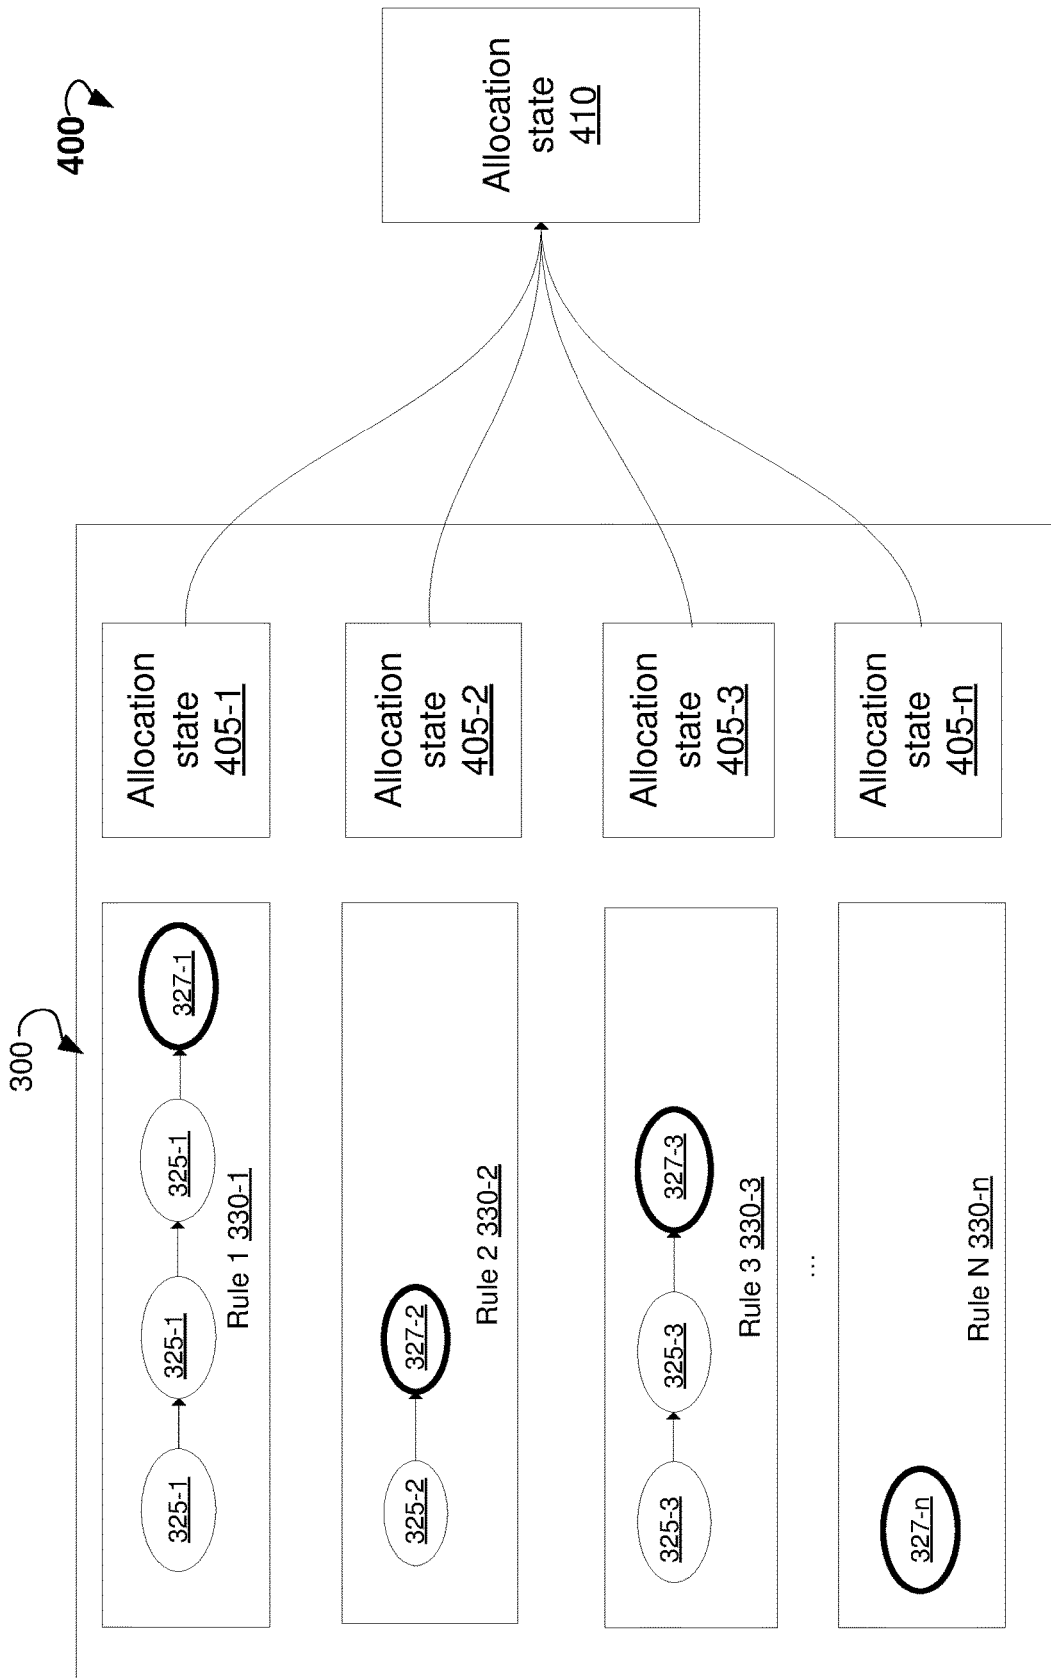 400
300
325-1
325-1
325-1
327-1
Rule 1 330-1
Allocation
state
405-1
325-2
327-2
Rule 2 330-2
Allocation
state
405-2
325-3
325-3
327-3
Rule 3 330-3
Allocation
state
405-3
...
327-n
Rule N 330-n
Allocation
state
405-n
Allocation
state
410